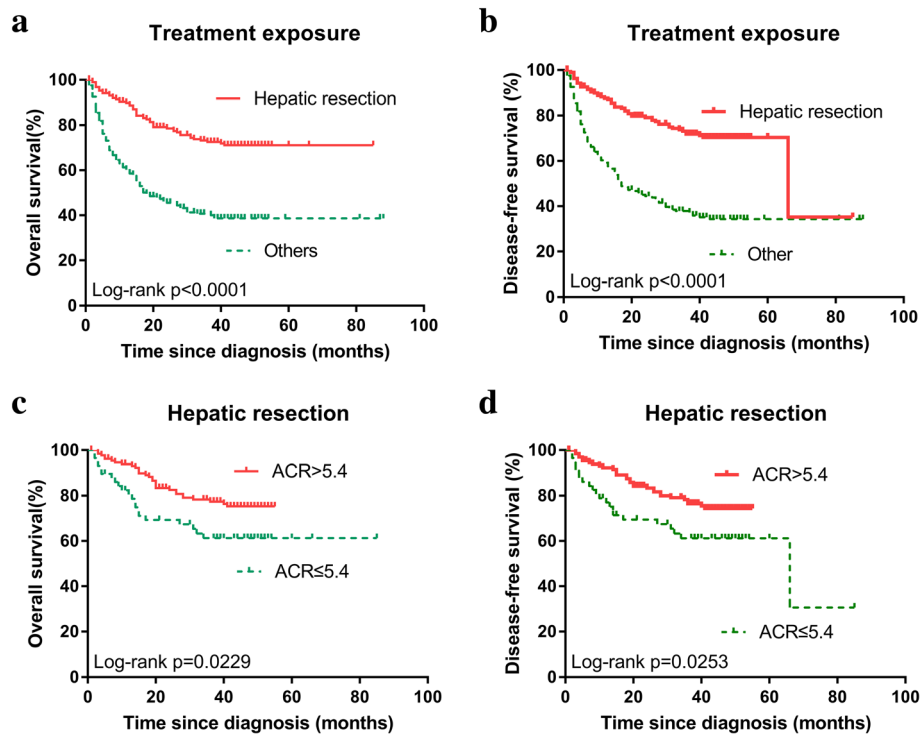 a
Treatment exposure
Overall survival(%)
100
80
60
40
20
0
Hepatic resection
Others
Log-rank p<0.0001
0 20 40 60 80 100
Time since diagnosis (months)
b
Treatment exposure
Disease-free survival (%)
100
80
60
40
20
0
Hepatic resection
Other
Log-rank p<0.0001
0 20 40 60 80 100
Time since diagnosis (months)
c
Hepatic resection
Overall survival(%)
100
80
60
40
20
0
ACR>5.4
ACR≤5.4
Log-rank p=0.0229
0 20 40 60 80 100
Time since diagnosis (months)
d
Hepatic resection
Disease-free survival (%)
100
80
60
40
20
0
ACR>5.4
ACR≤5.4
Log-rank p=0.0253
0 20 40 60 80 100
Time since diagnosis (months)